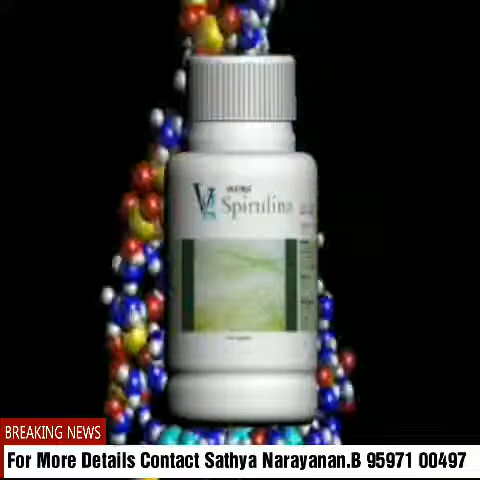 Spirulina
BREAKING NEWS
For More Details Contact Sathya Narayanan.B 95971 00497